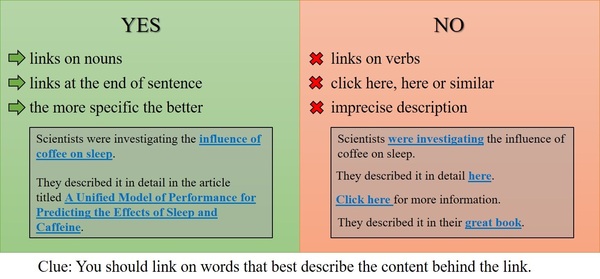 YES
links on nouns
links at the end of sentence
the more specific the better
Scientists were investigating the influence of
coffee on sleep.
They described it in detail in the article
titled A Unified Model of Performance for
Predicting the Effects of Sleep and
Caffeine.
NO
links on verbs
click here, here or similar
imprecise description
Scientists were investigating the influence of
coffee on sleep.
They described it in detail here.
Click here for more information.
They described it in their great book.
Clue: You should link on words that best describe the content behind the link.